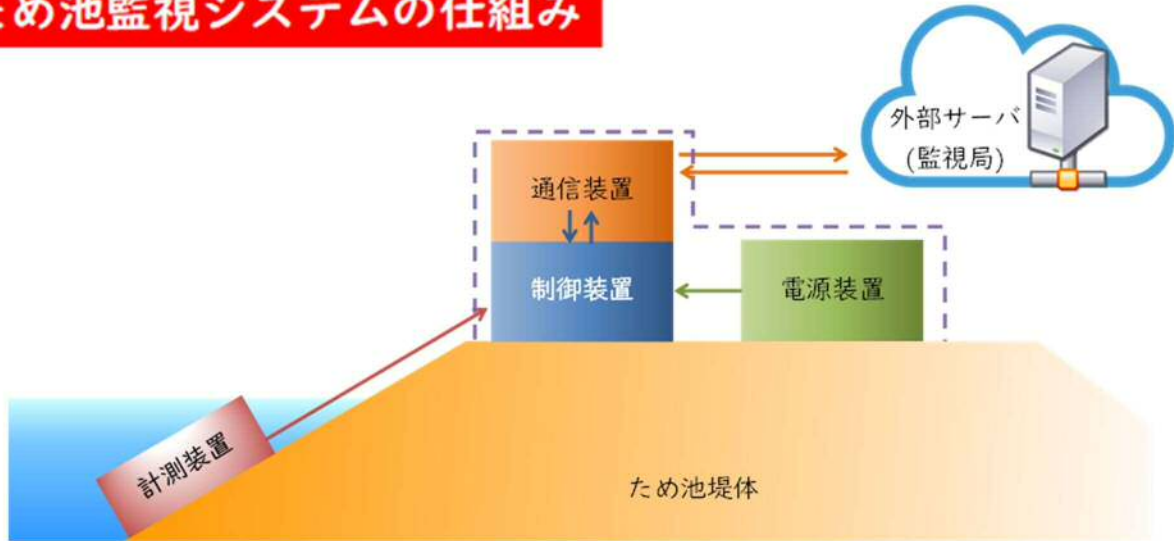 ため池監視システムの仕組み
外部サーバ
(監視局)
通信装置
制御装置
電源装置
計測装置
ため池堤体